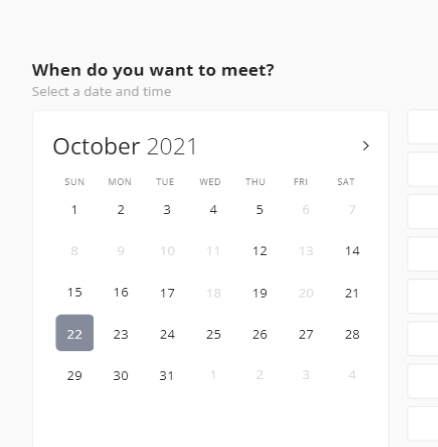 When do you want to meet?
Select a date and time
October 2021
SUN MON TUE WED THU FRI SAT
1 2 3 4 5 6 7
8 9 10 11 12 13 14
15 16 17 18 19 20 21
22 23 24 25 26 27 28
29 30 31 1 2 3 4